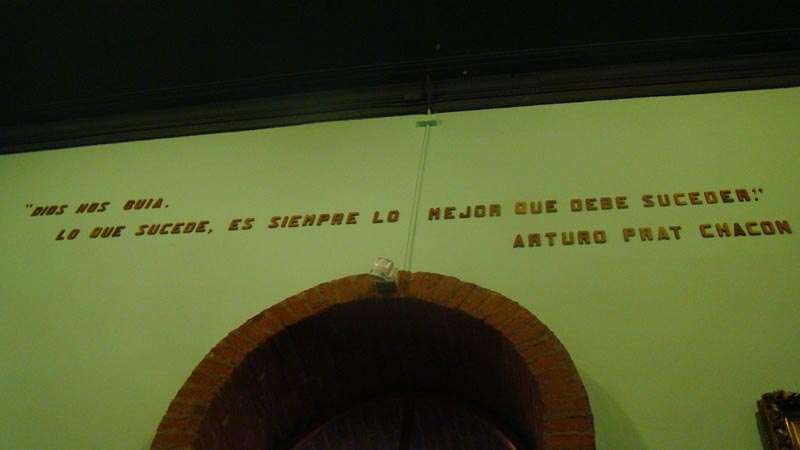 "DIOS NOS GUIA.
LO QUE SUCEDE, ES SIEMPRE LO MEJOR QUE DEBE SUCEDER."
ARTURO PRAT CHACON